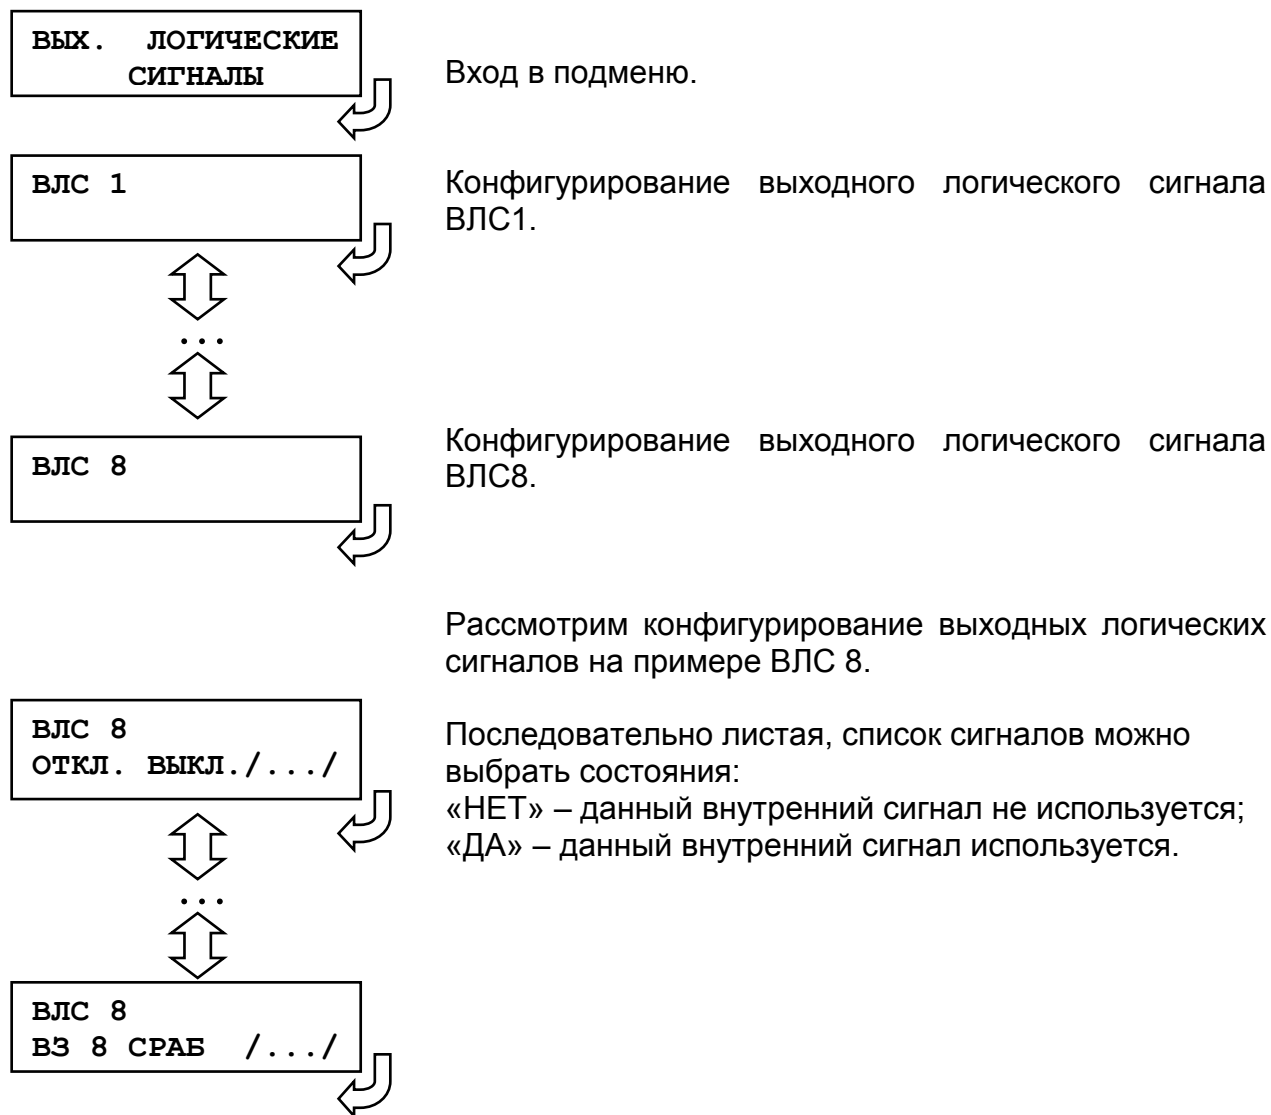 ВЫХ. ЛОГИЧЕСКИЕ
СИГНАЛЫ
Вход в подменю.
ВЛС 1
Конфигурирование выходного логического сигнала
ВЛС1.
...
ВЛС 8
Конфигурирование выходного логического сигнала
ВЛС8.
Рассмотрим конфигурирование выходных логических
сигналов на примере ВЛС 8.
ВЛС 8
ОТКЛ. ВЫКЛ./.../
Последовательно листая, список сигналов можно
выбрать состояния:
«НЕТ» – данный внутренний сигнал не используется;
«ДА» – данный внутренний сигнал используется.
...
ВЛС 8
ВЗ 8 СРАБ /.../